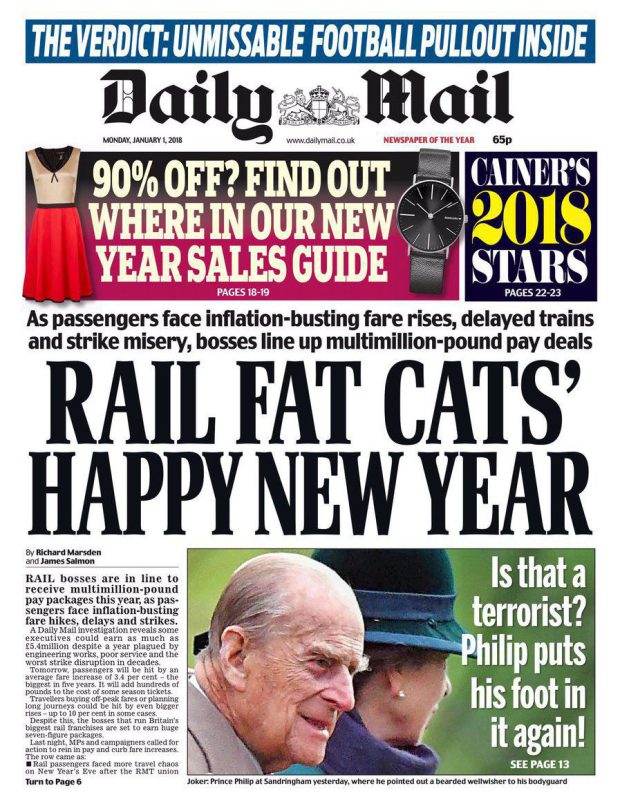 THE VERDICT: UNMISSABLE FOOTBALL PULLOUT INSIDE
Daily Mail
MONDAY, JANUARY 1, 2018
www.dailymail.co.uk
NEWSPAPER OF THE YEAR
65p
90% OFF? FIND OUT
WHERE IN OUR NEW
YEAR SALES GUIDE
PAGES 18-19
CAINER'S
2018
STARS
PAGES 22-23
As passengers face inflation-busting fare rises, delayed trains
and strike misery, bosses line up multimillion-pound pay deals
RAIL FAT CATS'
HAPPY NEW YEAR
By Richard Marsden
and James Salmon
RAIL bosses are in line to
receive multimillion-pound
pay packages this year, as pas-
sengers face inflation-busting
fare hikes, delays and strikes.
A Daily Mail investigation reveals some
executives could earn as much as
£5.4million despite a year plagued by
engineering works, poor service and the
worst strike disruption in decades.
Tomorrow, passengers will be hit by an
average fare increase of 3.4 per cent – the
biggest in five years. It will add hundreds of
pounds to the cost of some season tickets.
Travellers buying off-peak fares or planning
long journeys could be hit by even bigger
rises – up to 10 per cent in some cases.
Despite this, the bosses that run Britain's
biggest rail franchises are set to earn huge
seven-figure packages.
Last night, MPs and campaigners called for
action to rein in pay and curb fare increases.
The row came as:
■ Rail passengers faced more travel chaos
on New Year's Eve after the RMT union
Turn to Page 6
Is that a
terrorist?
Philip puts
his foot in
it again!
SEE PAGE 13
Joker: Prince Philip at Sandringham yesterday, where he pointed out a bearded wellwisher to his bodyguard